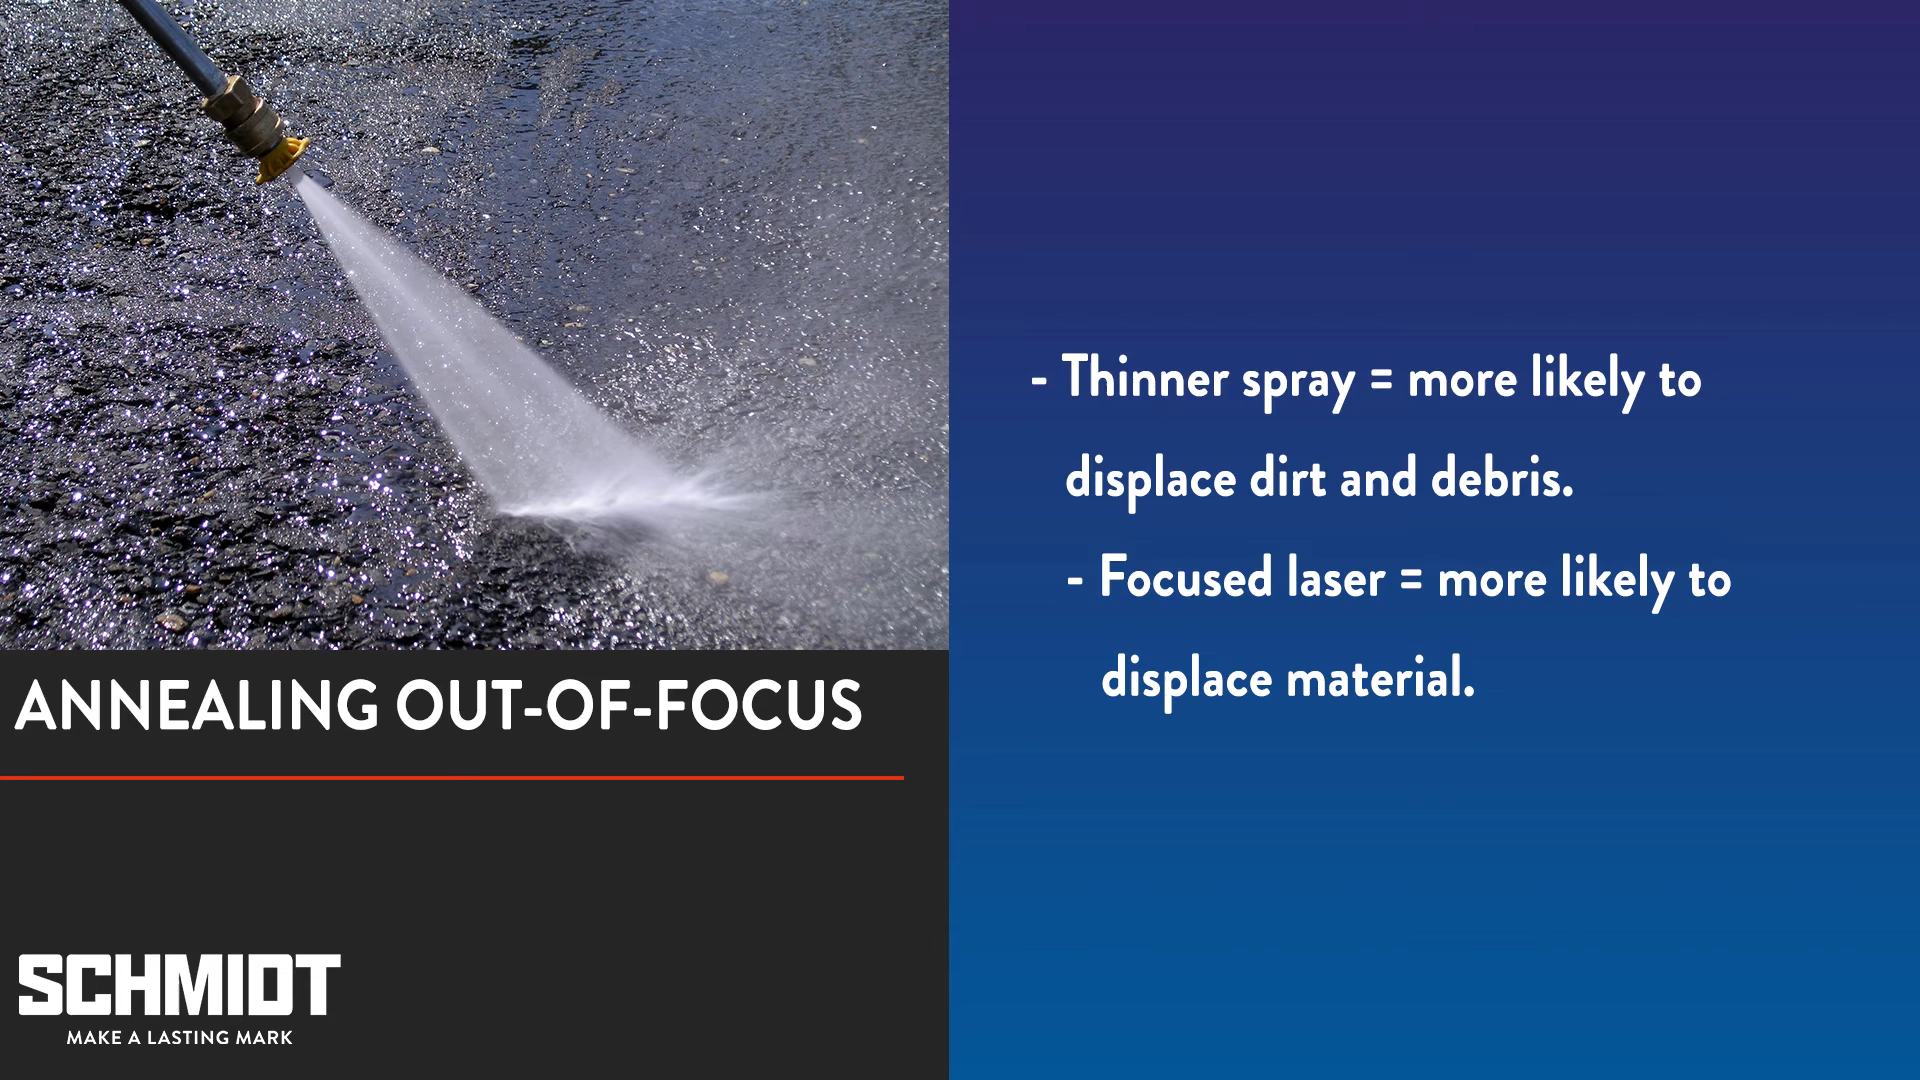 ANNEALING OUT-OF-FOCUS
SCHMIDT
MAKE A LASTING MARK
- Thinner spray = more likely to
displace dirt and debris.
- Focused laser = more likely to
displace material.